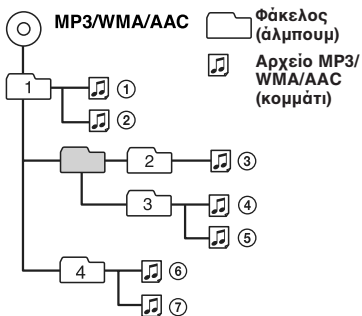 MP3/WMA/AAC
Φάκελος
(άλμπουμ)
Αρχείο MP3/
WMA/AAC
(κομμάτι)
1
①
②
2
③
3
④
⑤
4
⑥
⑦